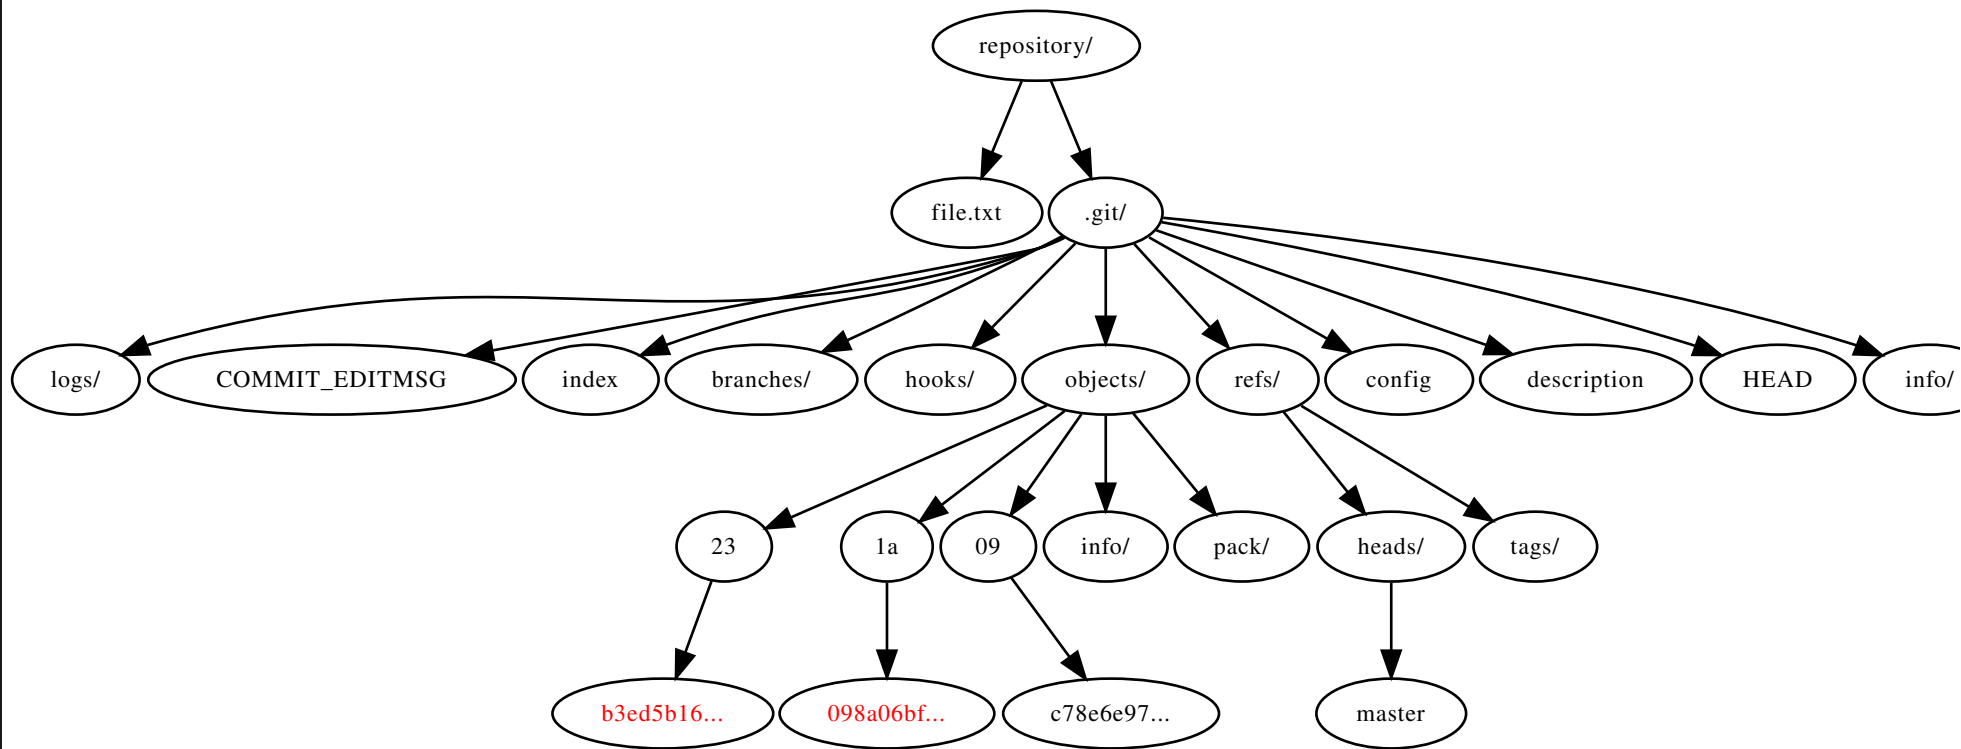 repository/
file.txt
.git/
logs/
COMMIT_EDITMSG
index
branches/
hooks/
objects/
refs/
config
description
HEAD
info/
23
1a
09
info/
pack/
heads/
tags/
b3ed5b16...
098a06bf...
c78e6e97...
master